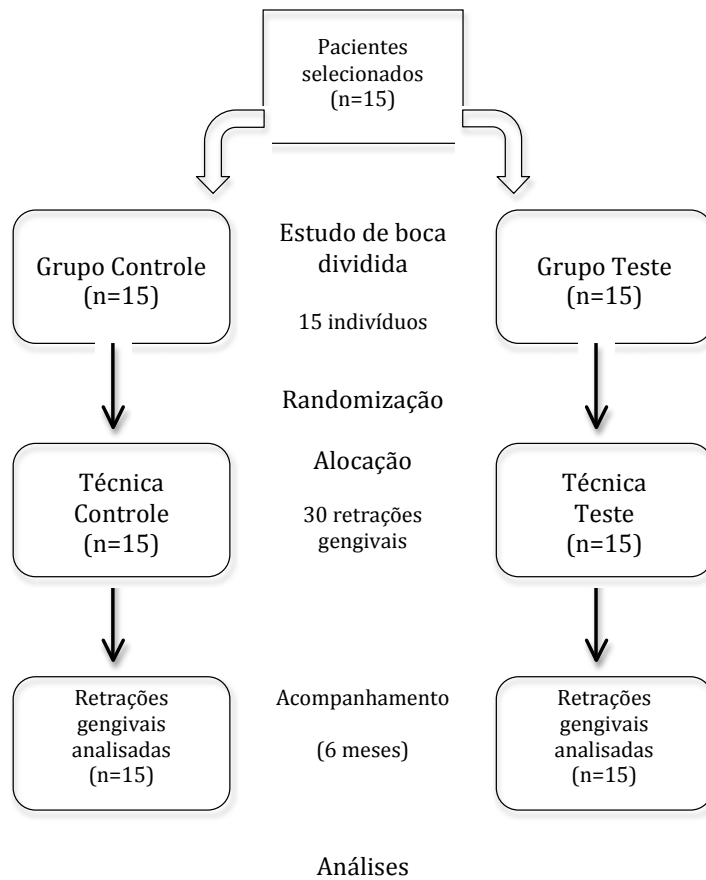 Pacientes
selecionados
(n=15)
Grupo Controle
(n=15)
Estudo de boca
dividida
15 indivíduos
Grupo Teste
(n=15)
Randomização
Técnica
Controle
(n=15)
Alocação
30 retrações
gengivais
Técnica
Teste
(n=15)
Retrações
gengivais
analisadas
(n=15)
Acompanhamento
(6 meses)
Retrações
gengivais
analisadas
(n=15)
Análises